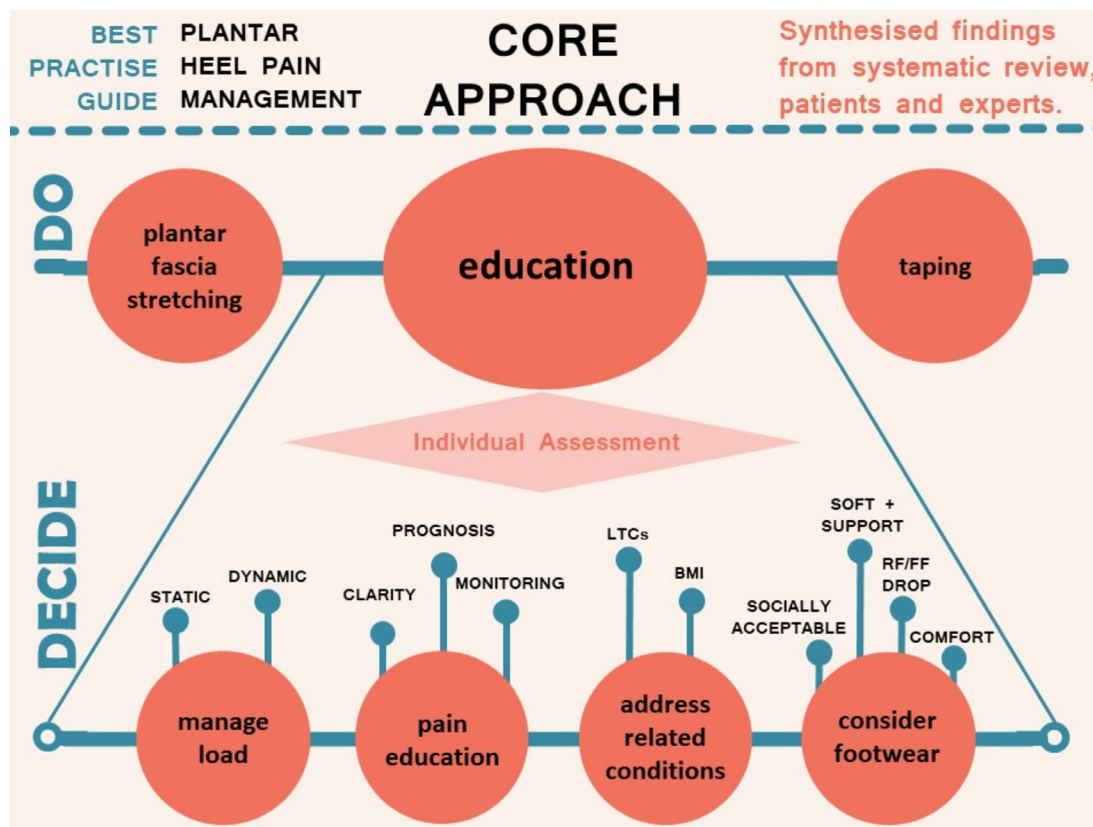 BEST PRACTISE GUIDE
PLANTAR HEEL PAIN MANAGEMENT
CORE APPROACH
Synthesised findings
from systematic review,
patients and experts.
DO
plantar
fascia
stretching
education
taping
Individual Assessment
DECIDE
STATIC
DYNAMIC
CLARITY
PROGNOSIS
MONITORING
LTCs
BMI
SOCIALLY
ACCEPTABLE
SOFT +
SUPPORT
RF/FF
DROP
COMFORT
manage
load
pain
education
address
related
conditions
consider
footwear